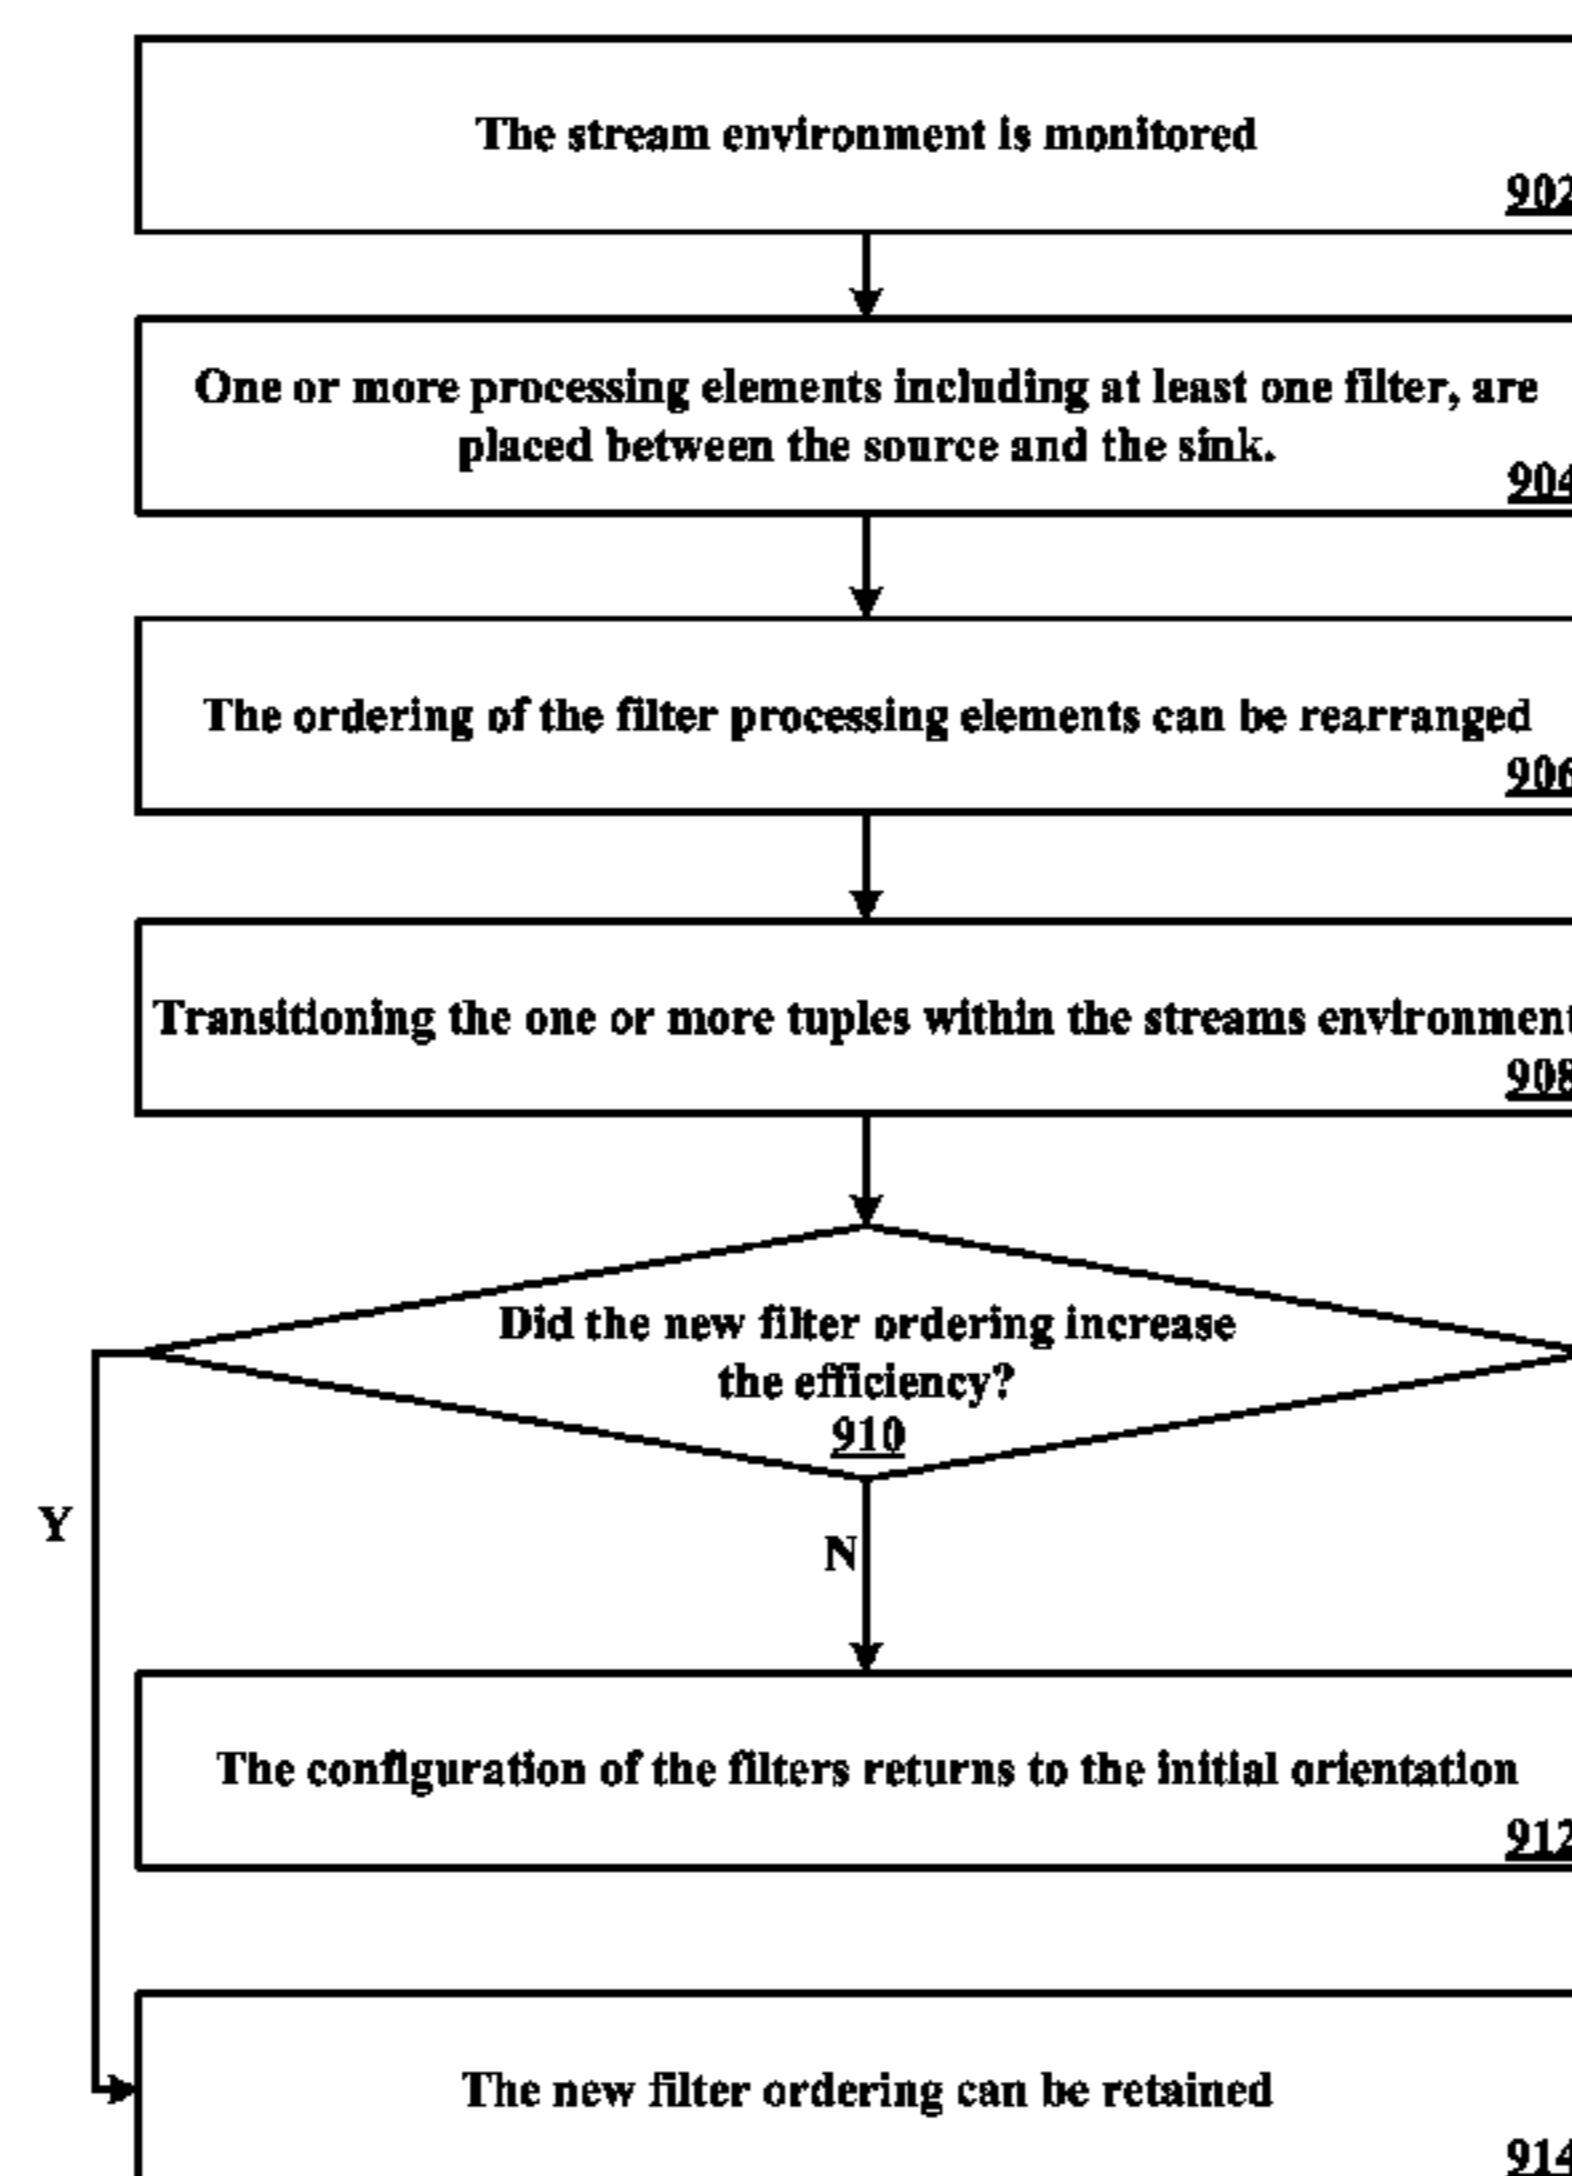 The stream environment is monitored
902
One or more processing elements including at least one filter, are
placed between the source and the sink.
904
The ordering of the filter processing elements can be rearranged
906
Transitioning the one or more tuples within the streams environment
908
Did the new filter ordering increase
the efficiency?
910
Y
N
The configuration of the filters returns to the initial orientation
912
The new filter ordering can be retained
914